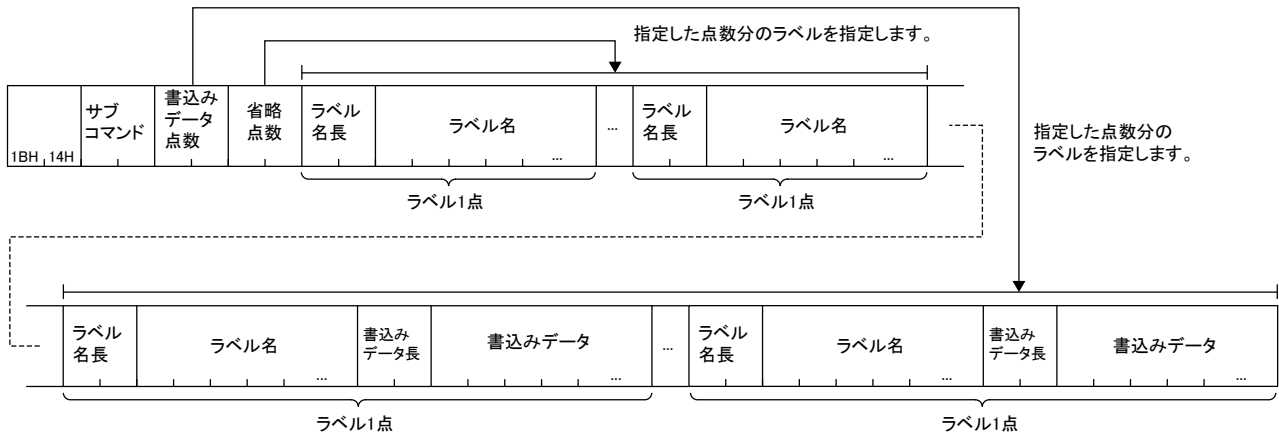 指定した点数分のラベルを指定します。
1BH 14H
サブ
コマンド
書込み
データ
点数
省略
点数
ラベル
名長
ラベル名
...
...
ラベル
名長
ラベル名
...
指定した点数分の
ラベルを指定します。
ラベル1点
ラベル1点
ラベル
名長
ラベル名
...
書込み
データ長
書込みデータ
...
...
ラベル
名長
ラベル名
...
書込み
データ長
書込みデータ
...
ラベル1点
ラベル1点